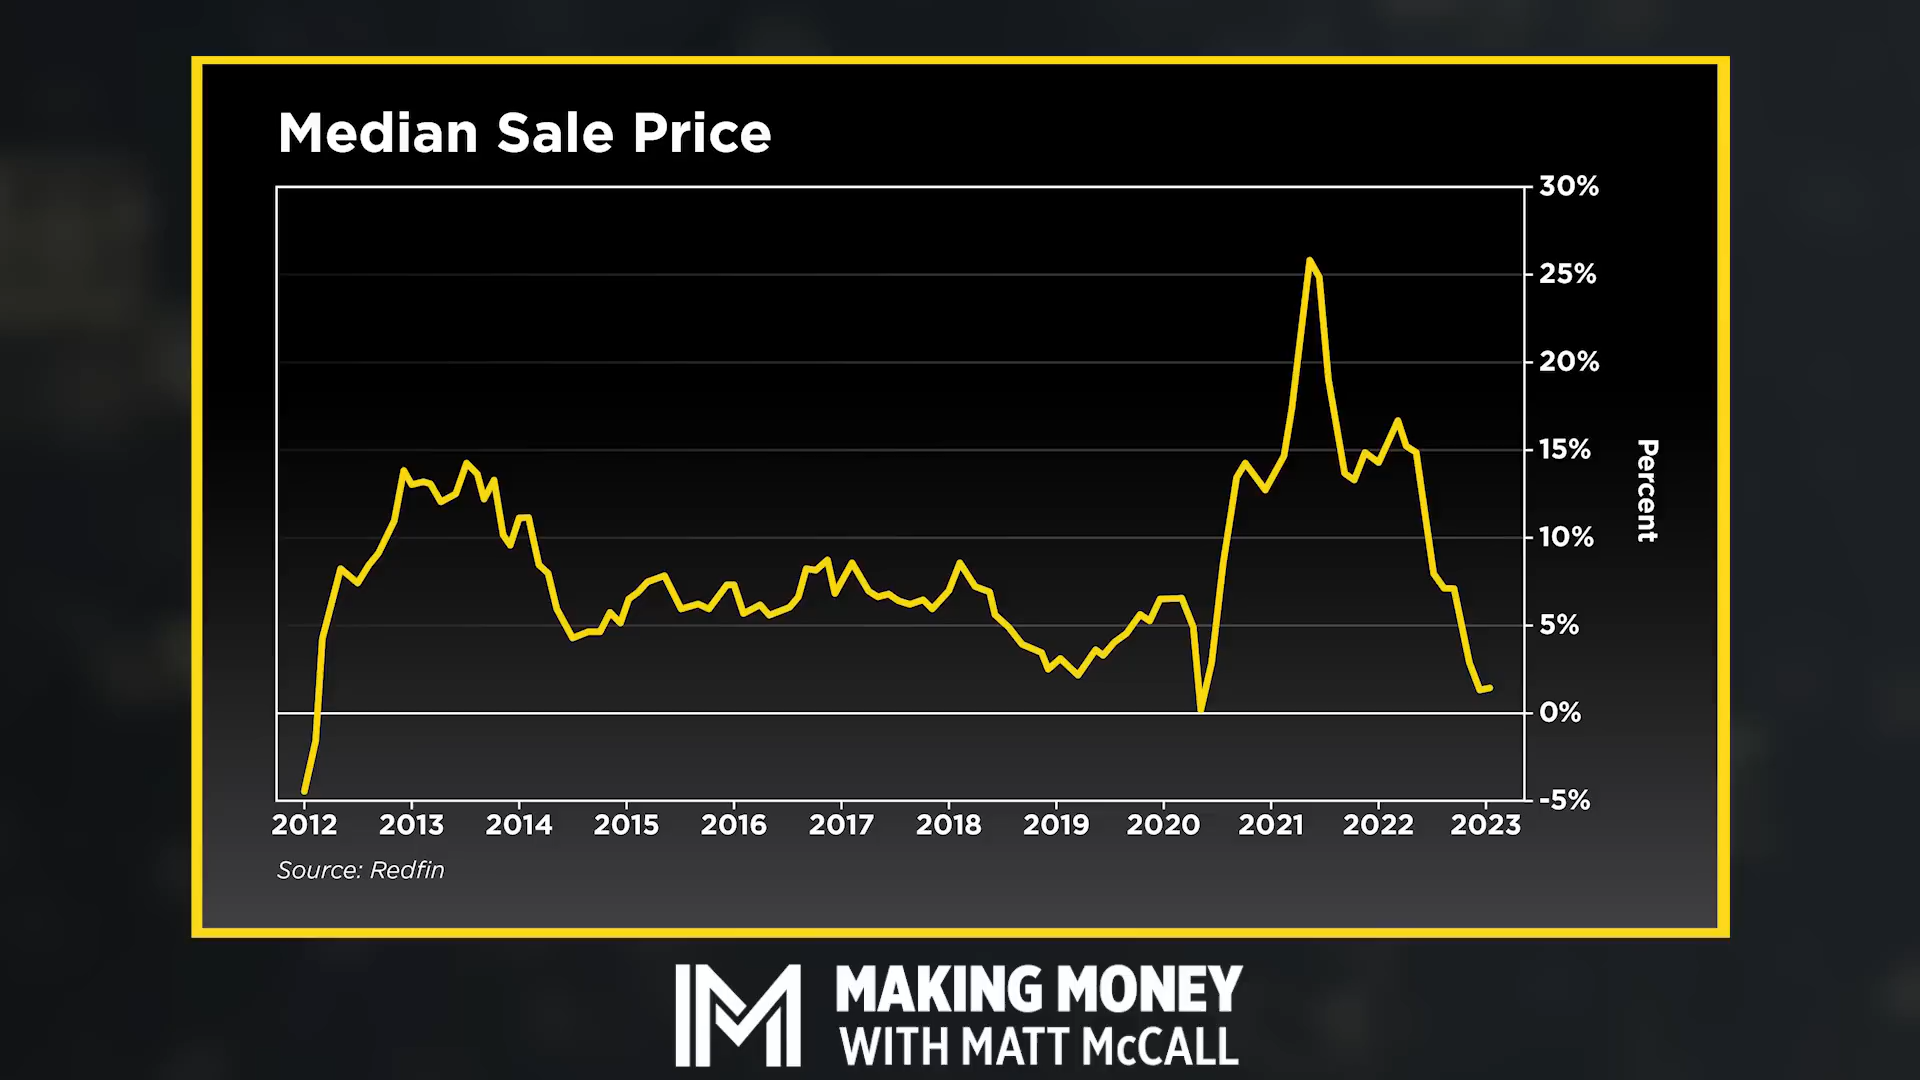 Median Sale Price
30%
25%
20%
15%
10%
5%
0%
-5%
Percent
2012 2013 2014 2015 2016 2017 2018 2019 2020 2021 2022 2023
Source: Redfin
MAKING MONEY
WITH MATT McCALL